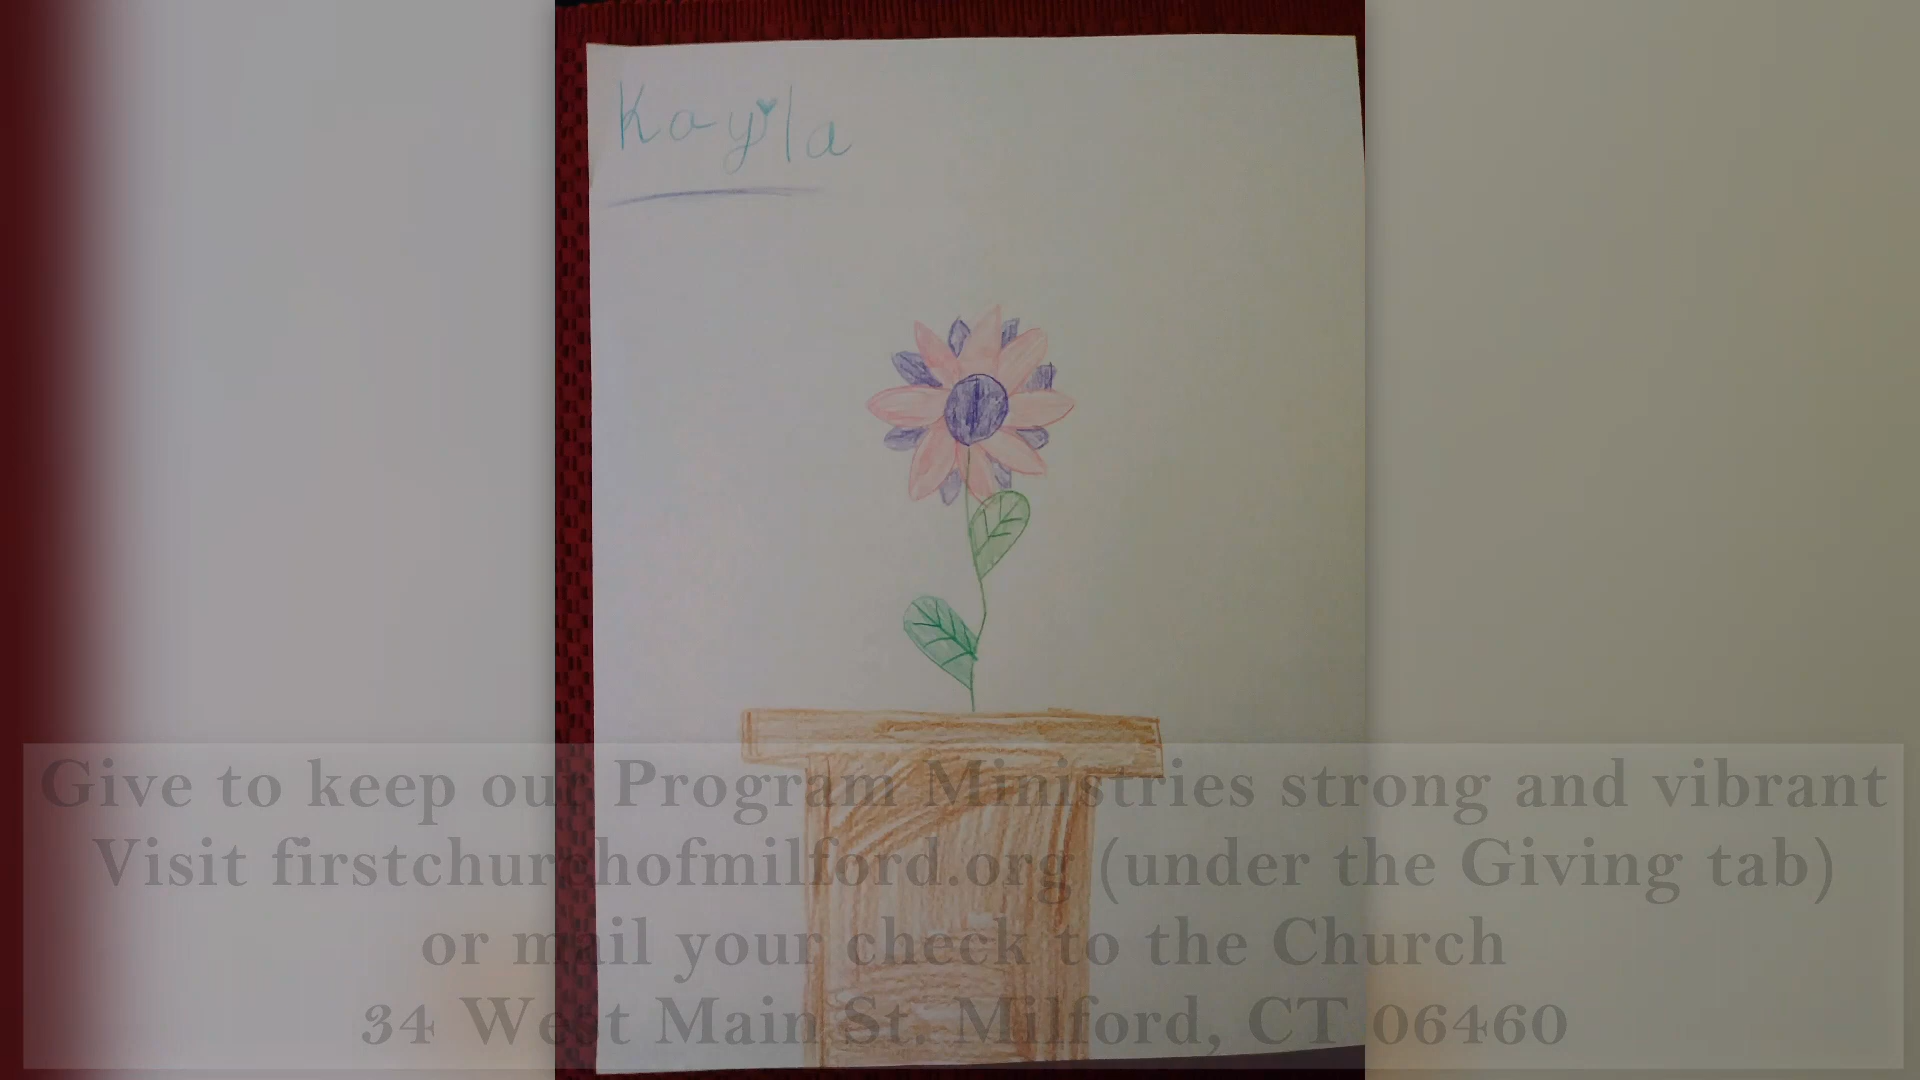 Kayla
Give to keep our Program Ministries strong and vibrant
Visit firstchurchofmilford.org (under the Giving tab)
or mail your check to the Church
34 West Main St. Milford, CT 06460